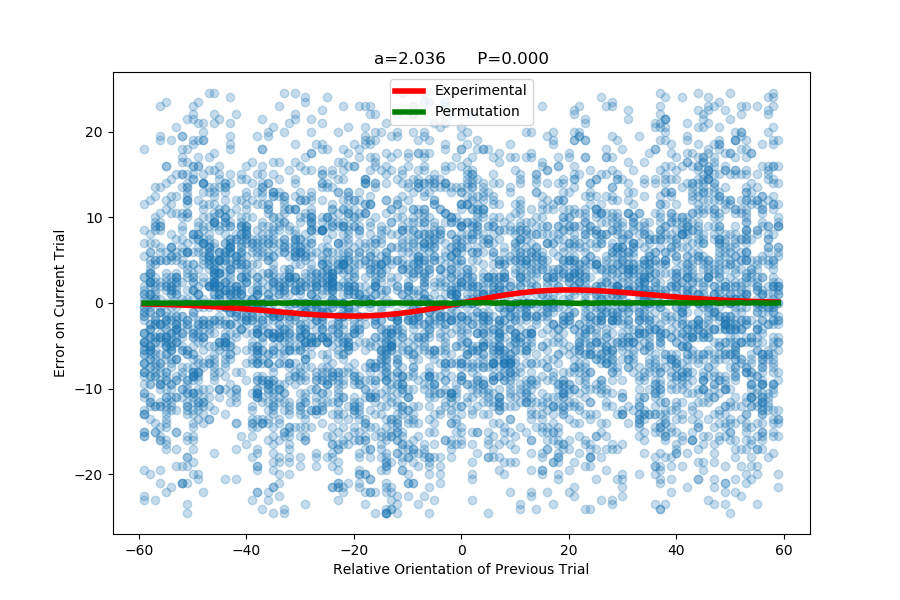 a=2.036 P=0.000
Experimental
Permutation
Error on Current Trial
20
10
0
−10
−20
−60 −40 −20 0 20 40 60
Relative Orientation of Previous Trial